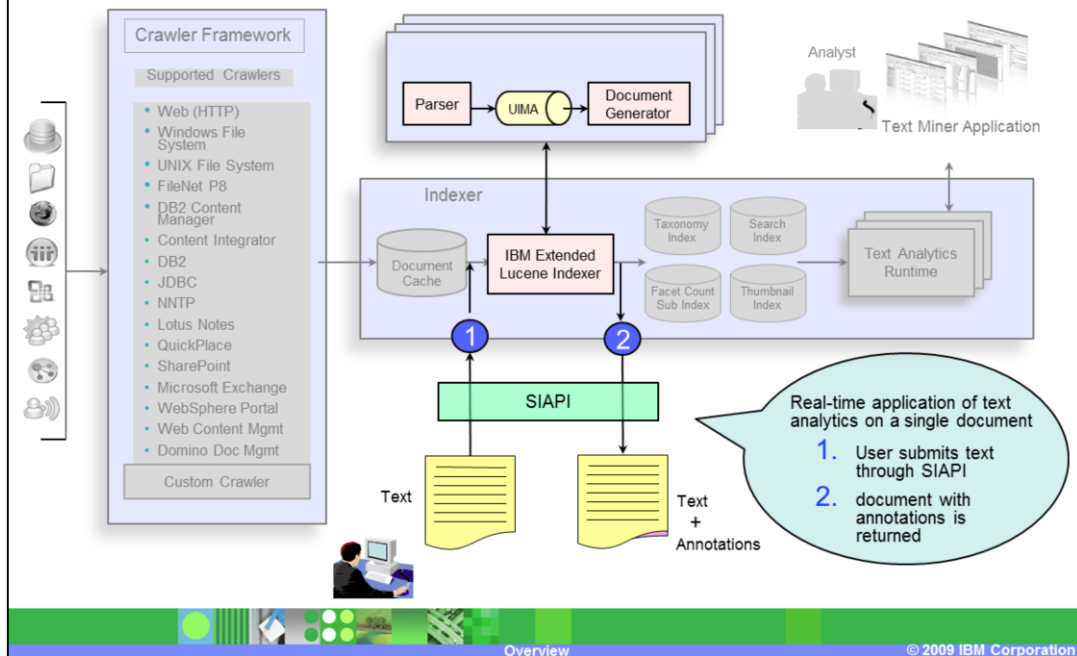 Crawler Framework
Supported Crawlers
• Web (HTTP)
• Windows File
System
• UNIX File System
• FileNet P8
• DB2 Content
Manager
• Content Integrator
• DB2
• JDBC
• NNTP
• Lotus Notes
• QuickPlace
• SharePoint
• Microsoft Exchange
• WebSphere Portal
• Web Content Mgmt
• Domino Doc Mgmt
Custom Crawler
Parser
UIMA
Document
Generator
Analyst
Text Miner Application
Indexer
Document
Cache
IBM Extended
Lucene Indexer
Taxonomy
Index
Search
Index
Facet Count
Sub Index
Thumbnail
Index
Text Analytics
Runtime
1
2
SIAPI
Text
Text
+
Annotations
Real-time application of text
analytics on a single document
1. User submits text
through SIAPI
2. document with
annotations is
returned
Overview
© 2009 IBM Corporation